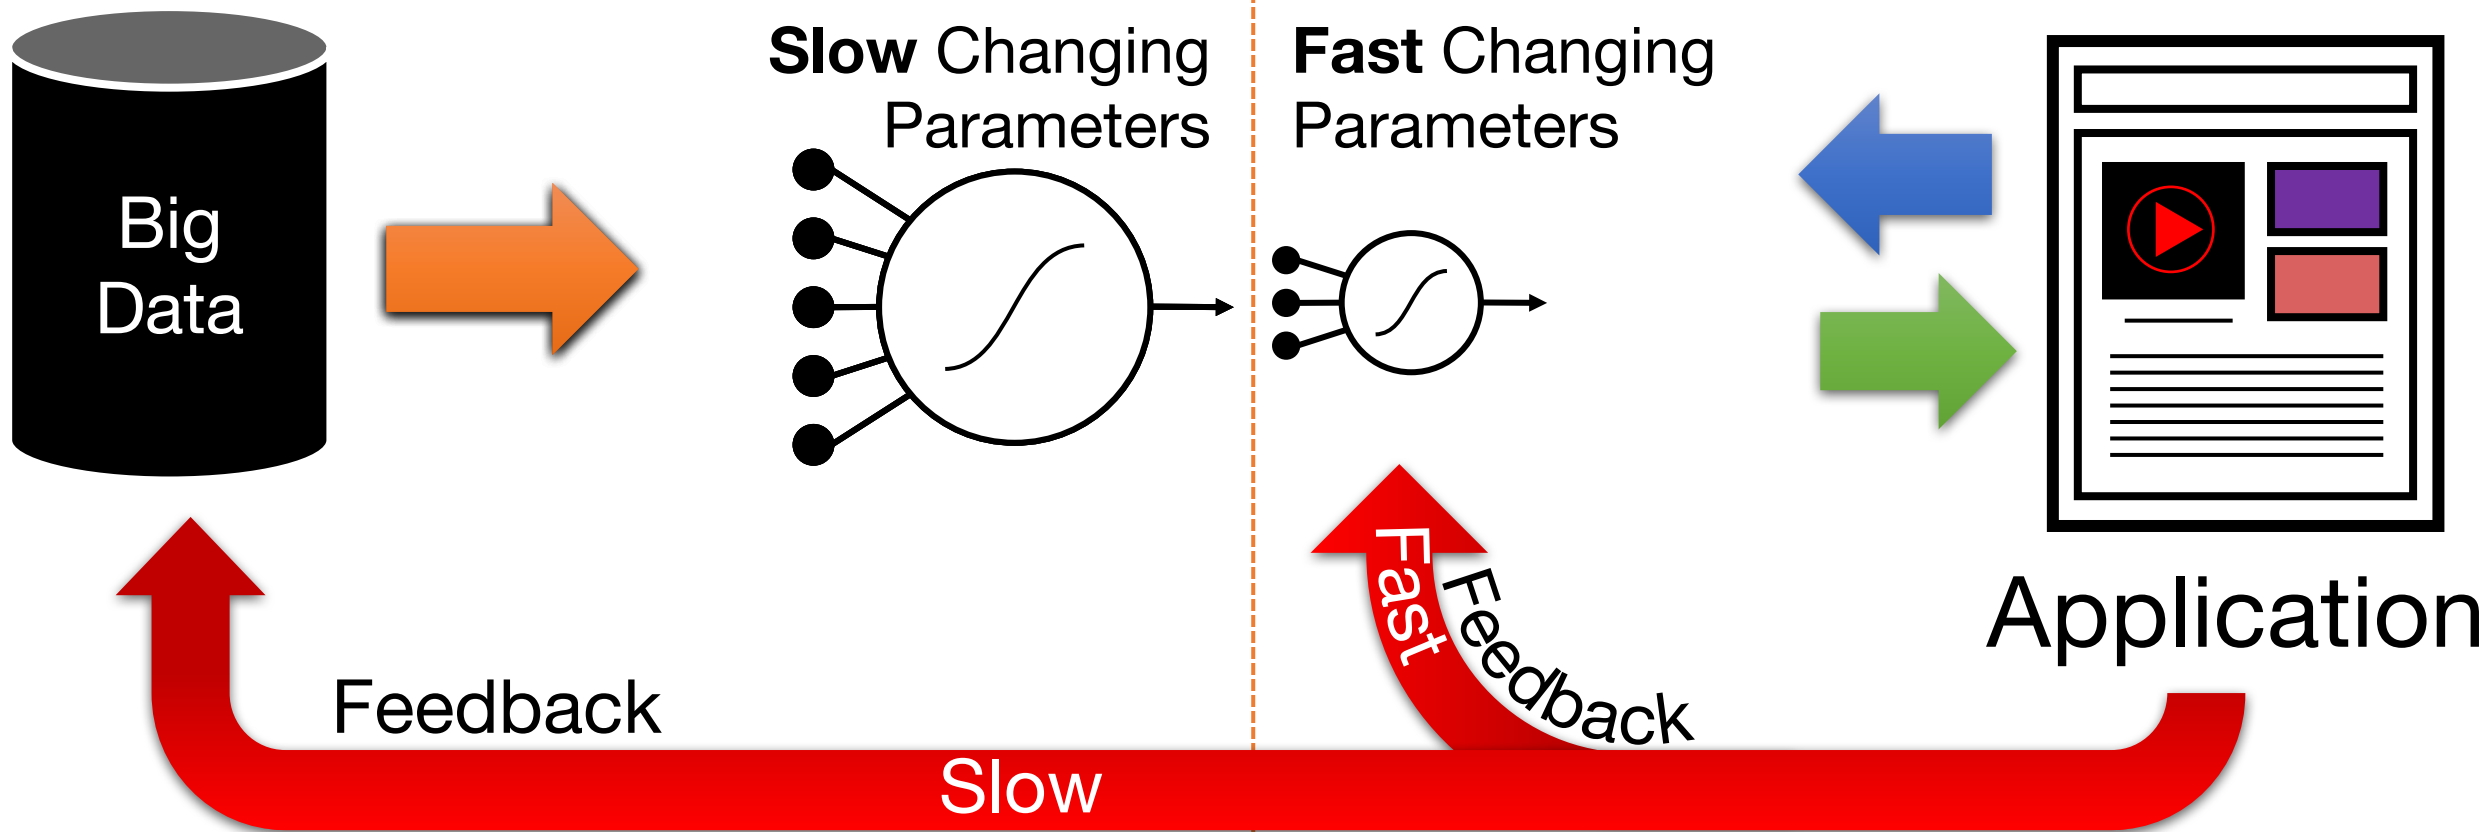 Slow Changing
Parameters
Fast Changing
Parameters
Big
Data
Application
Fast
Feedback
Feedback
Slow